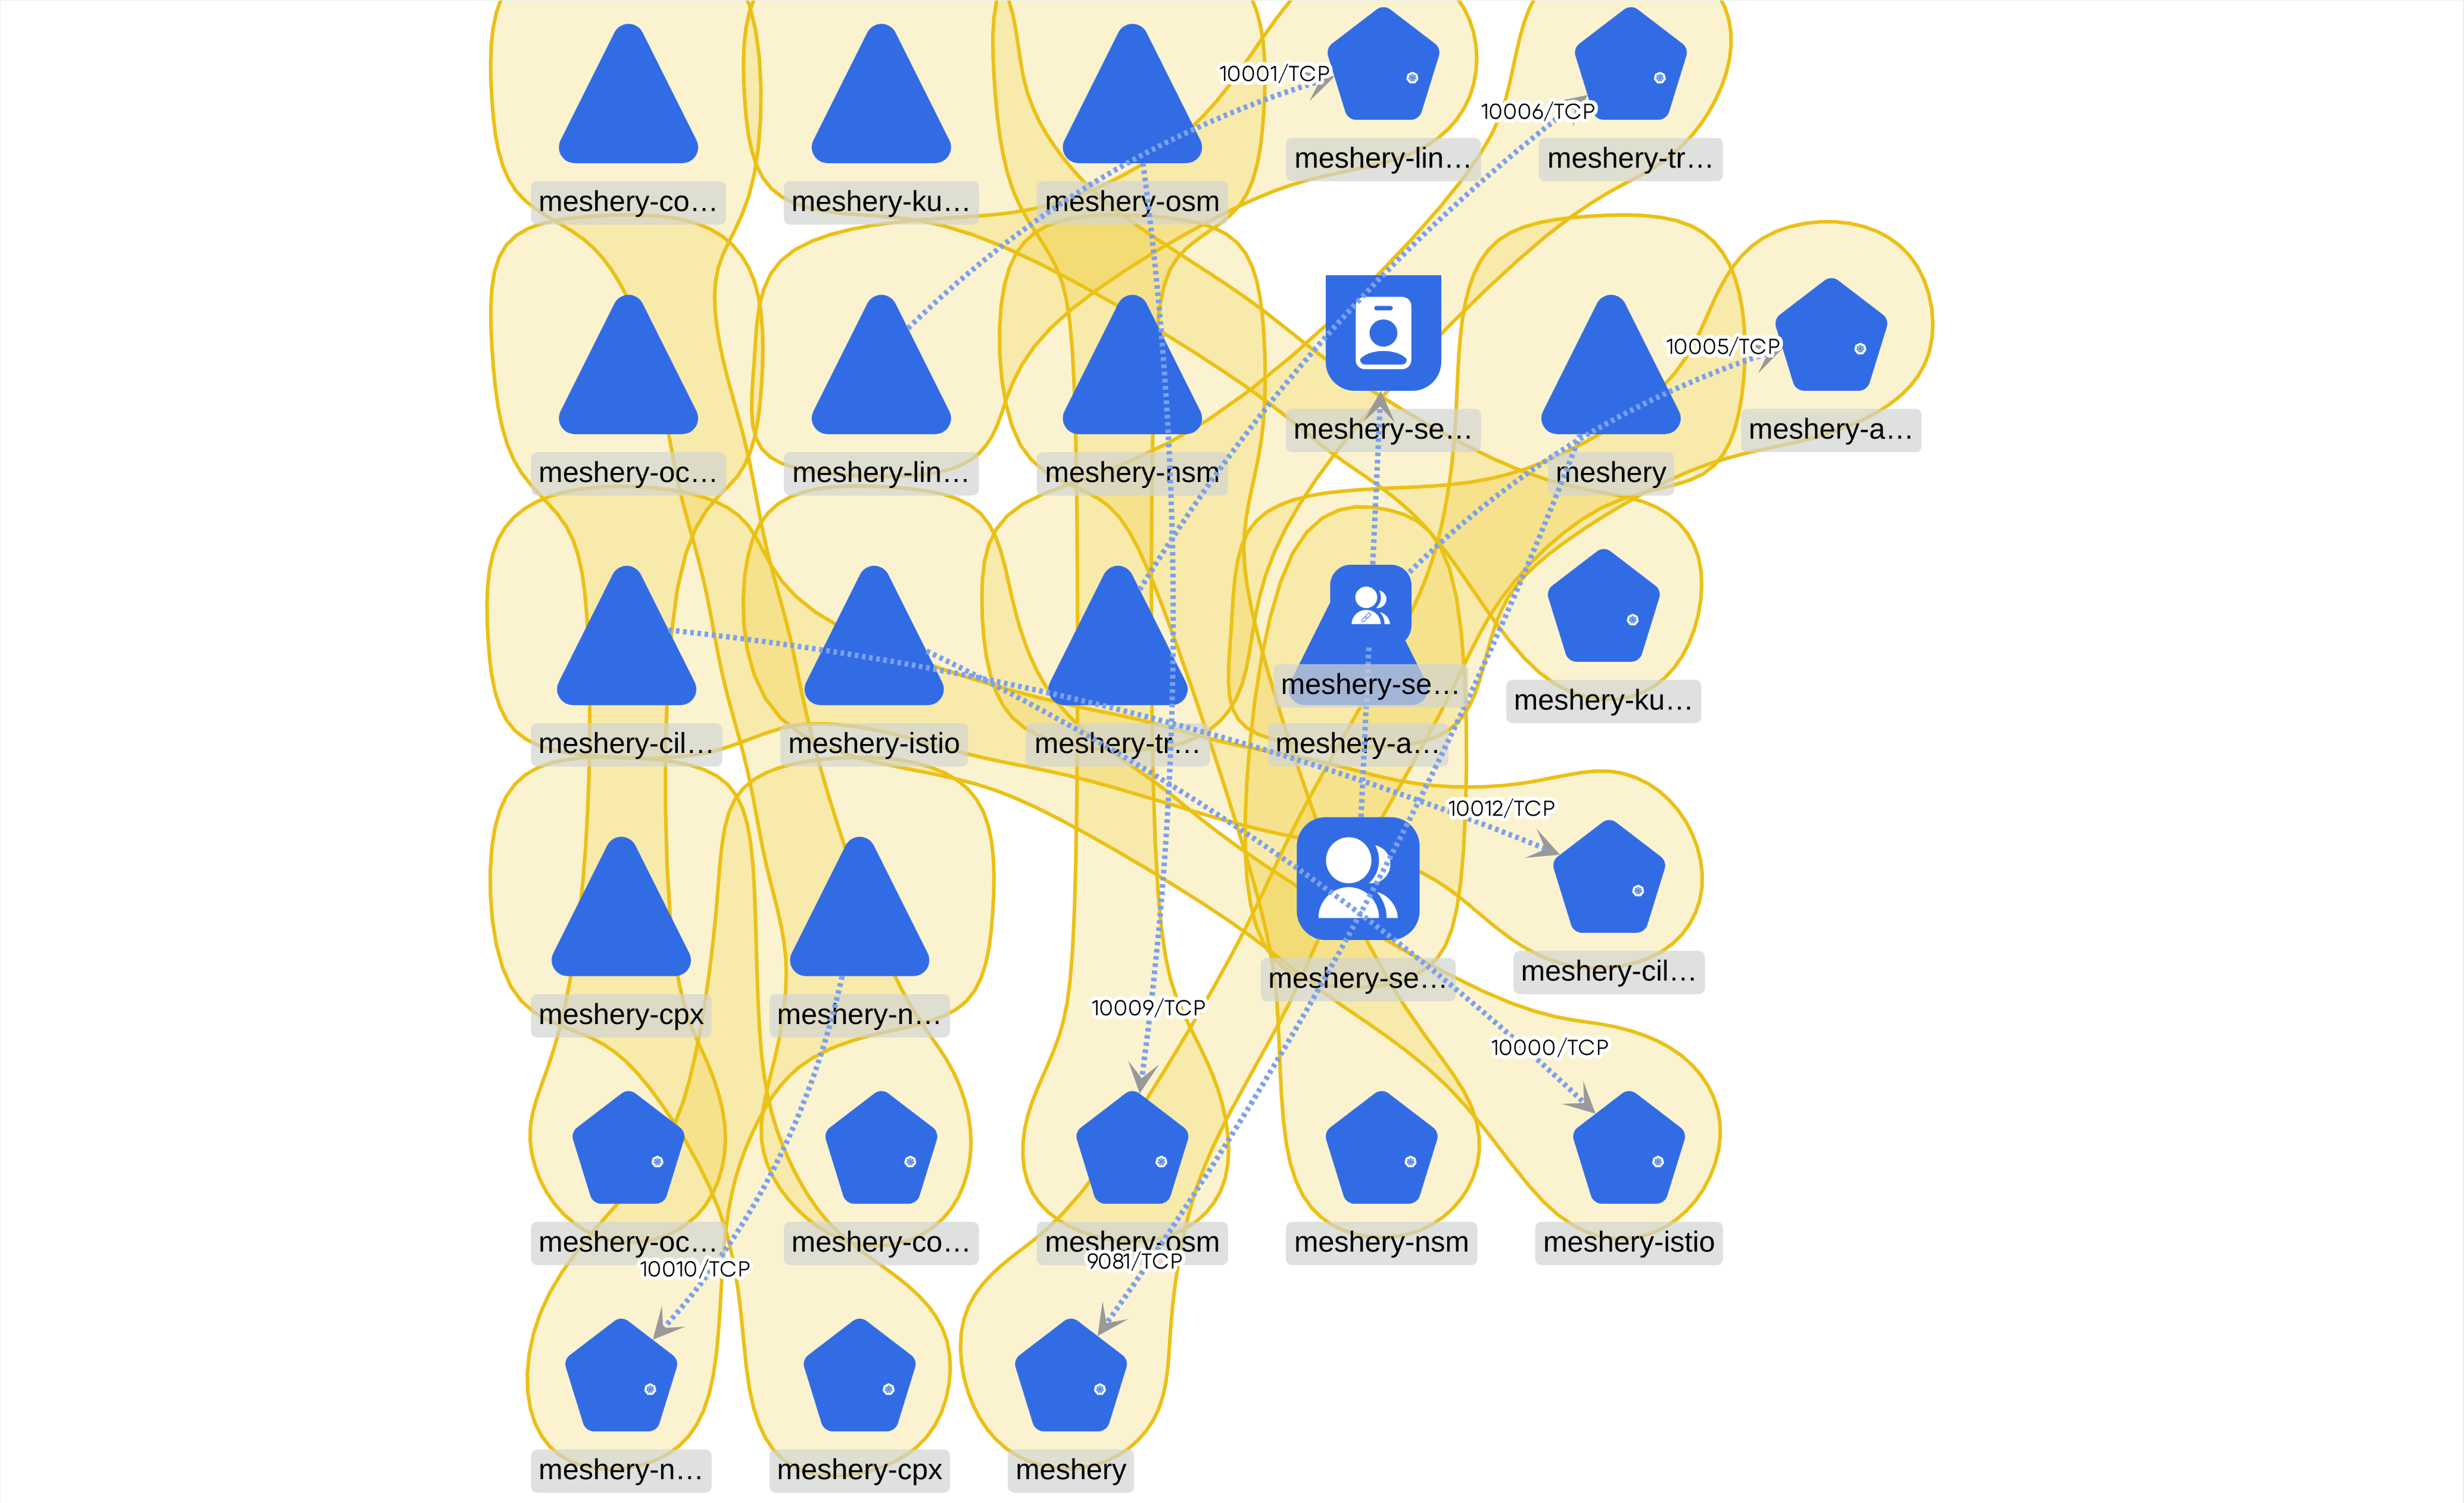 10001/TCP
10006/TCP
meshery-lin…
meshery-tr…
meshery-co…
meshery-ku…
meshery-osm
10005/TCP
meshery-se…
meshery-a…
meshery-oc…
meshery-lin…
meshery-nsm
meshery
meshery-se…
meshery-ku…
meshery-cil…
meshery-istio
meshery-tr…
meshery-a…
10012/TCP
meshery-se…
meshery-cil…
10009/TCP
meshery-cpx
meshery-n…
10000/TCP
meshery-oc…
meshery-co…
meshery-osm
meshery-nsm
meshery-istio
10010/TCP
9081/TCP
meshery-n…
meshery-cpx
meshery